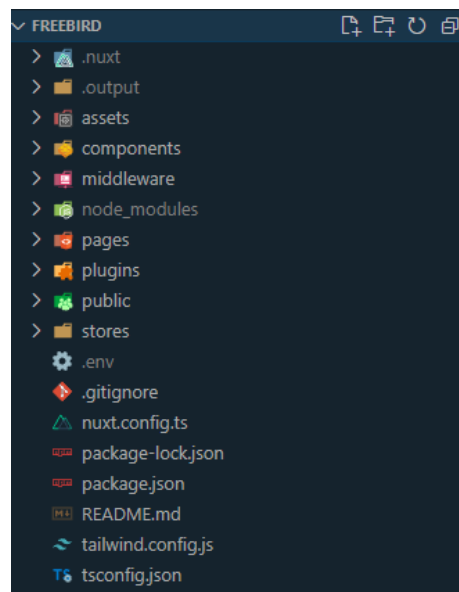 FREEBIRD
.nuxt
.output
assets
components
middleware
node_modules
pages
plugins
public
stores
.env
.gitignore
nuxt.config.ts
package-lock.json
package.json
README.md
tailwind.config.js
TS tsconfig.json